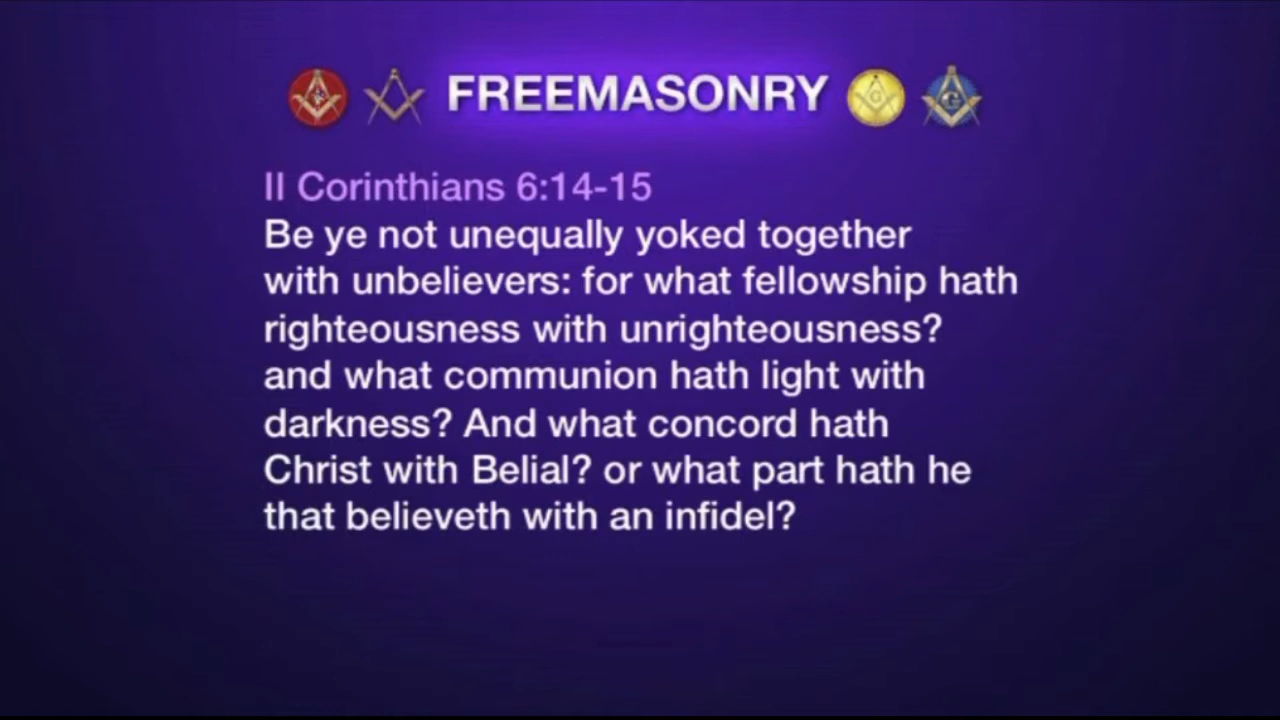 FREEMASONRY
II Corinthians 6:14-15
Be ye not unequally yoked together
with unbelievers: for what fellowship hath
righteousness with unrighteousness?
and what communion hath light with
darkness? And what concord hath
Christ with Belial? or what part hath he
that believeth with an infidel?